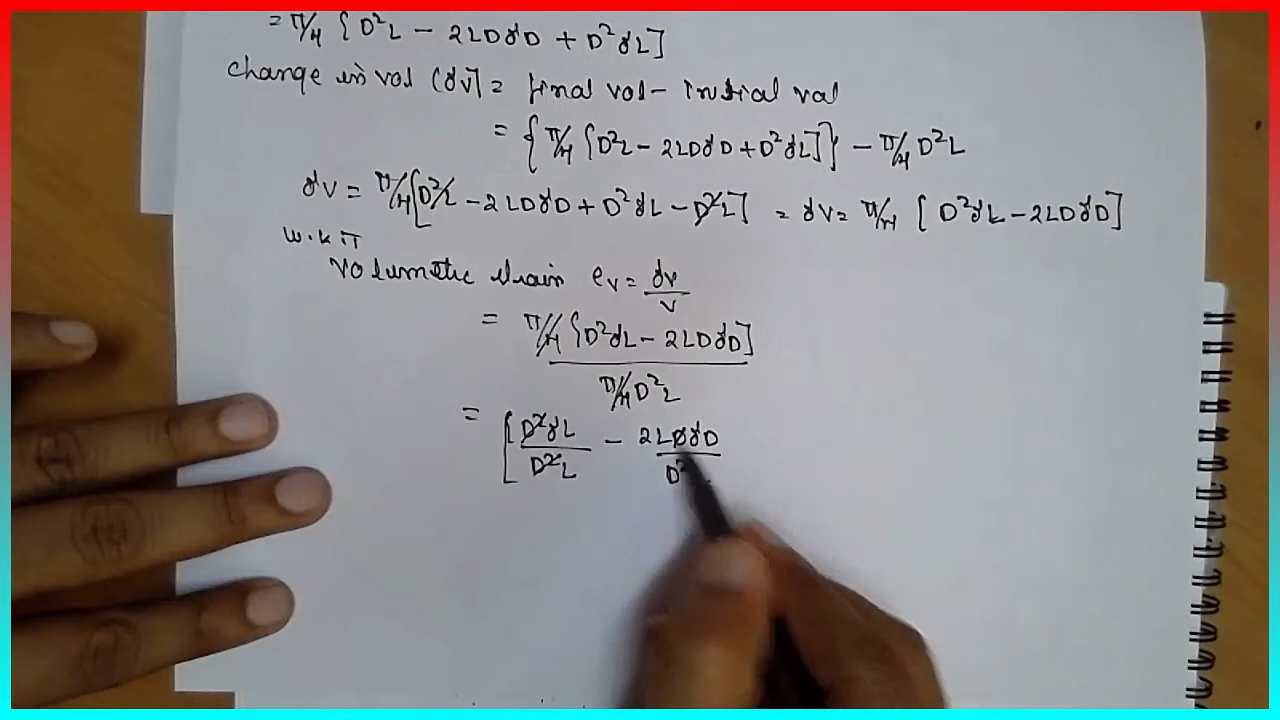 = π/4 { D²L - 2LDδD + D²δL]
Change in vol (δv) = final vol - initial vol
= { π/4 {D²L - 2LDδD + D²δL]} - π/4 D²L
δV = π/4 [D²L - 2LDδD + D²δL - D²L] = δV = π/4 [ D²δL - 2LDδD]
W.K.T
Volumetic strain eᵥ = δv/v
= π/4 {D²δL - 2LDδD] / π/4 D²L
= [ D²δL / D²L - 2LDδD / D²